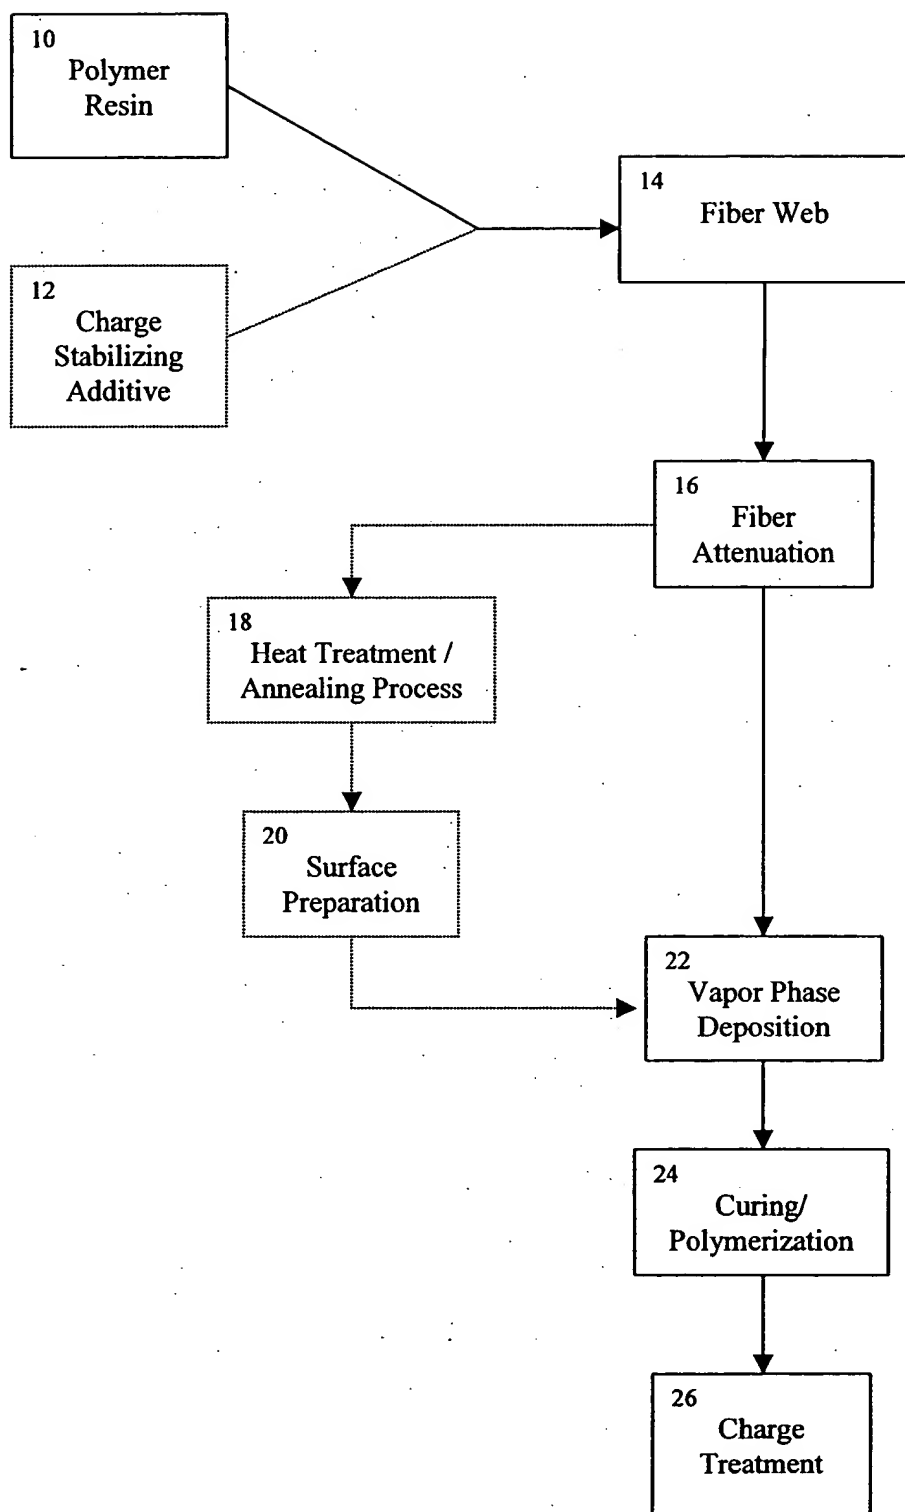 10
Polymer
Resin
14
Fiber Web
12
Charge
Stabilizing
Additive
16
Fiber
Attenuation
18
Heat Treatment /
Annealing Process
20
Surface
Preparation
22
Vapor Phase
Deposition
24
Curing/
Polymerization
26
Charge
Treatment